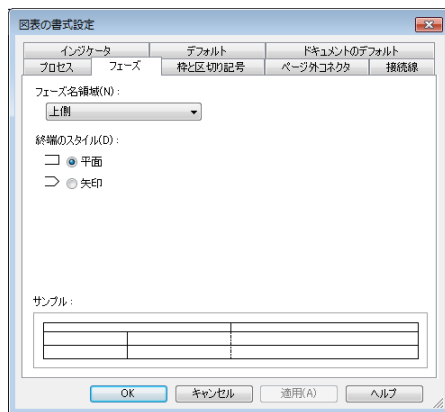 図表の書式設定
インジケータ デフォルト ドキュメントのデフォルト
プロセス フェーズ 枠と区切り記号 ページ外コネクタ 接続線
フェーズ名領域(N):
上側
終端のスタイル(D):
平面
矢印
サンプル:
OK キャンセル 適用(A) ヘルプ